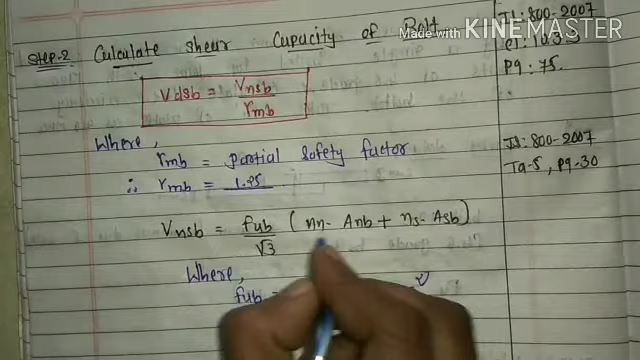 Made with KINEMASTER
Step-2 Calculate shear Capacity of Bolt
IS:800-2007
Pg. 75.
Vdsb = Vnsb / γmb
Where,
γmb = Partial Safety factor
∴ γmb = 1.25
IS:800-2007
Ta-5, Pg-30
Vnsb = fub / √3 ( nn- Anb + ns- Asb )
Where,
fub =